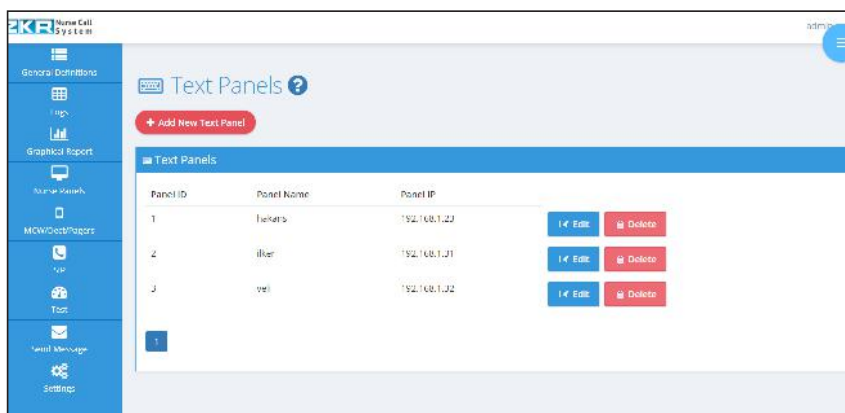 ZKR Nurse Call
System
admin
General Definitions
Logs
Graphical Report
Nurse Panels
MCW/Dect/Pagers
SIP
Test
Send Message
Settings
Text Panels ?
+ Add New Text Panel
Text Panels
Panel ID Panel Name Panel IP
1 hakans 192.168.1.23 Edit Delete
2 ilker 192.168.1.31 Edit Delete
3 veli 192.168.1.32 Edit Delete
1